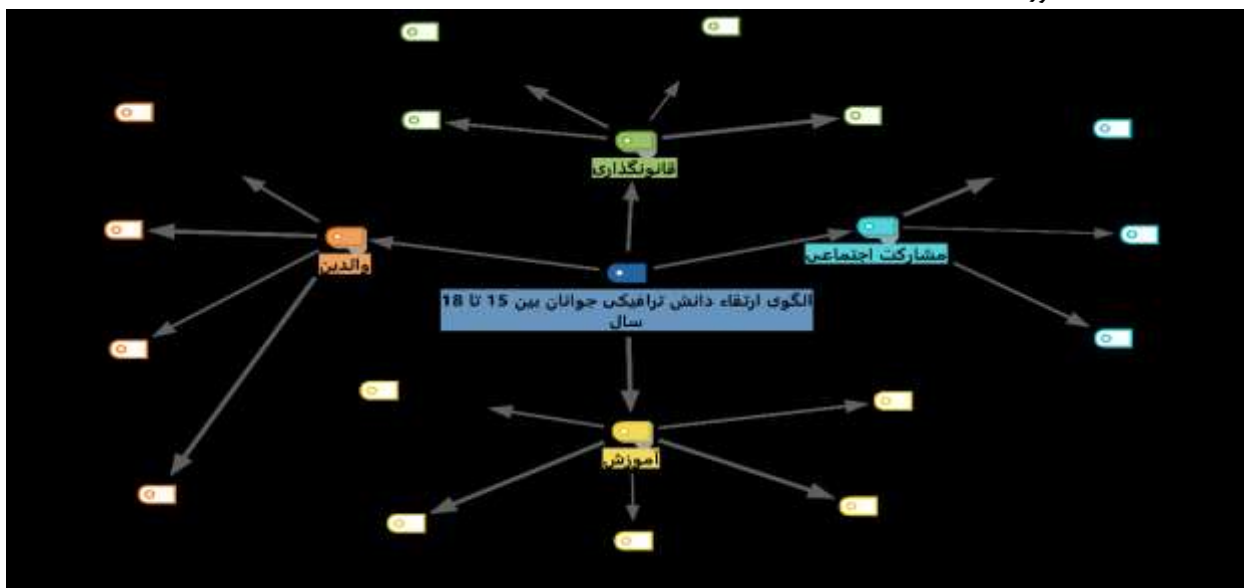 قانونگذاری
مشارکت اجتماعی
والدین
الگوی ارتقاء دانش ترافیکی جوانان بین 15 تا 18
سال
آموزش